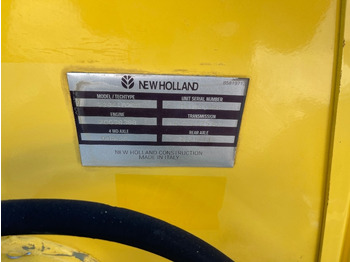 NEW HOLLAND
MODEL / TECHTYPE
UNIT SERIAL NUMBER
ENGINE
TRANSMISSION
4 WD AXLE
REAR AXLE
NEW HOLLAND CONSTRUCTION
MADE IN ITALY